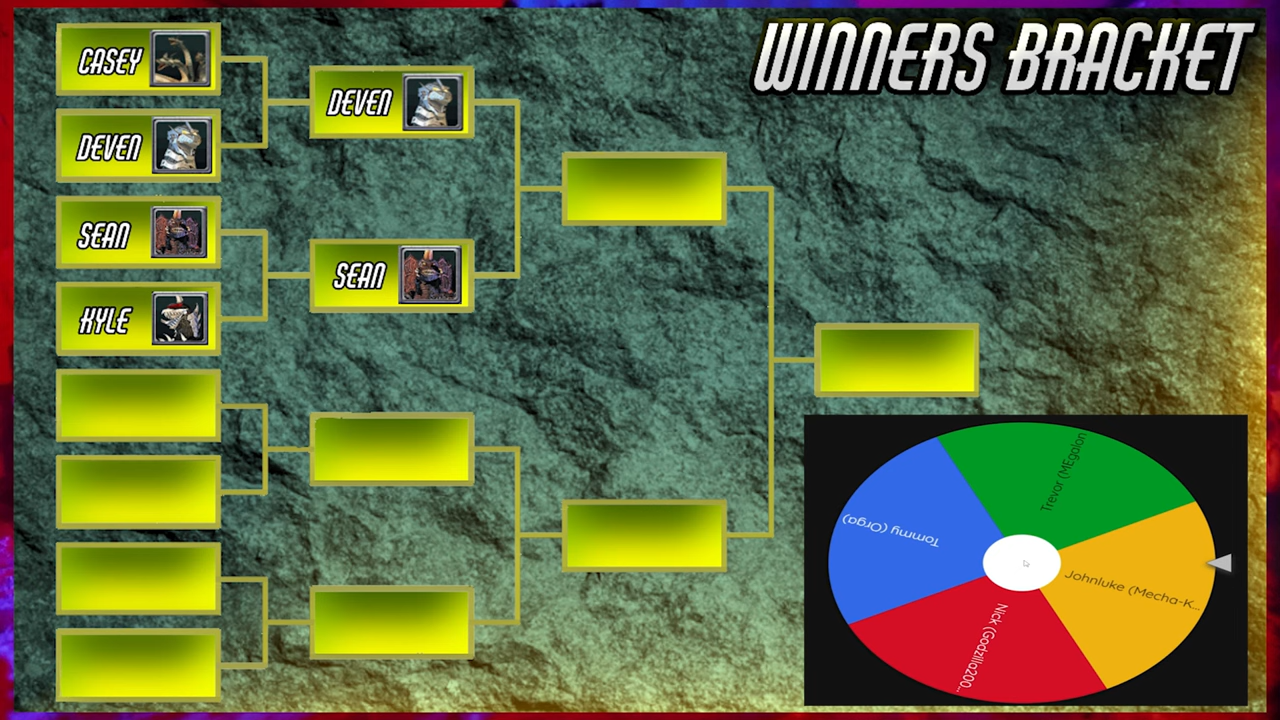 WINNERS BRACKET
CASEY
DEVEN
SEAN
KYLE
DEVEN
SEAN
Trevor (MEgalon
Tommy (Orga)
Johnluke (Mecha-K...
Nick (Godzilla200...